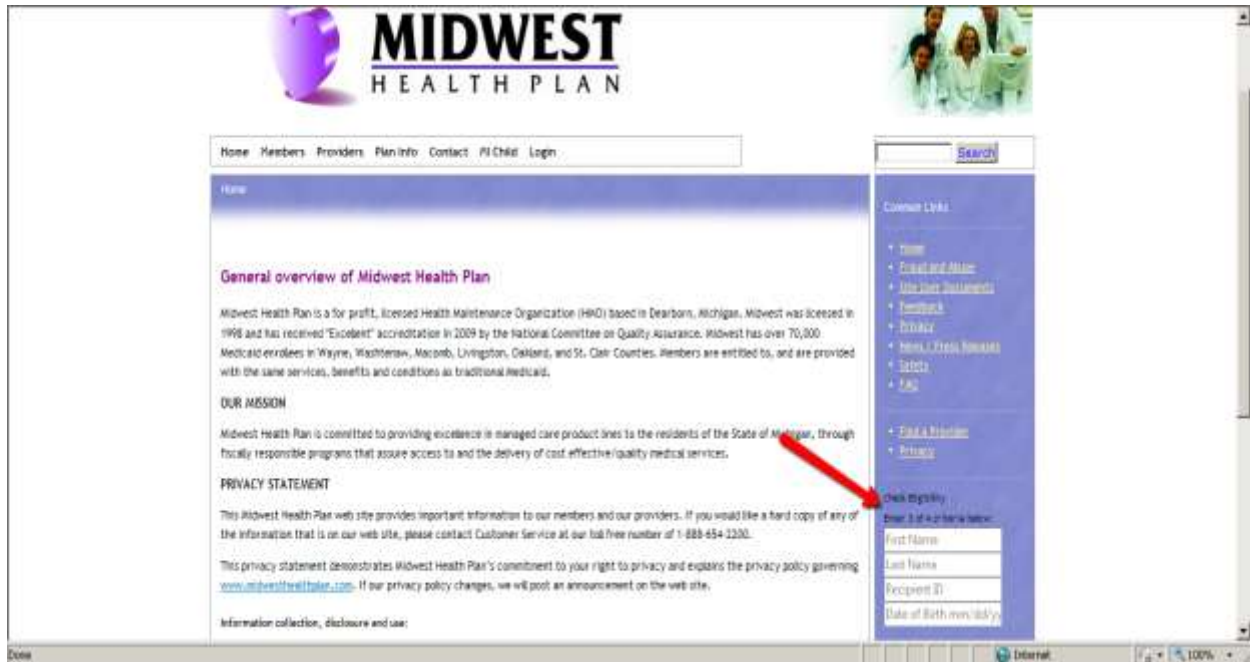 MIDWEST
HEALTH PLAN
Home Members Providers Plan Info Contact MI Child Login
Search
Home
General overview of Midwest Health Plan
Midwest Health Plan is a for profit, licensed Health Maintenance Organization (HMO) based in Dearborn, Michigan. Midwest was licensed in
1998 and has received "Excellent" accreditation in 2009 by the National Committee on Quality Assurance. Midwest has over 70,000
Medicaid enrollees in Wayne, Washtenaw, Macomb, Livingston, Oakland, and St. Clair Counties. Members are entitled to, and are provided
with the same services, benefits and conditions as traditional Medicaid.
OUR MISSION
Midwest Health Plan is committed to providing excellence in managed care product lines to the residents of the State of Michigan, through
fiscally responsible programs that assure access to and the delivery of cost effective/quality medical services.
PRIVACY STATEMENT
This Midwest Health Plan web site provides important information to our members and our providers. If you would like a hard copy of any of
the information that is on our web site, please contact Customer Service at our toll free number of 1-888-654-2200.
This privacy statement demonstrates Midwest Health Plan's commitment to your right to privacy and explains the privacy policy governing
www.midwesthealthplan.com. If our privacy policy changes, we will post an announcement on the web site.
Information collection, disclosure and use:
Common Links
Home
Fraud and Abuse
Site User Documents
Feedback
Privacy
News / Press Releases
Safety
FAQ
Find a Provider
Privacy
Check Eligibility
Enter 3 of 4 criteria below:
First Name
Last Name
Recipient ID
Date of Birth mm/dd/yy
Done
Internet
100%